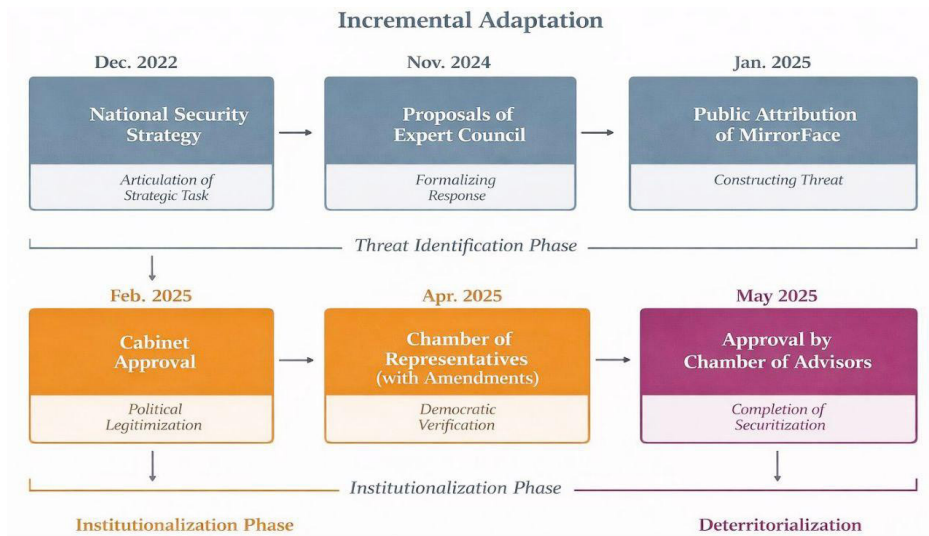 Incremental Adaptation
Dec. 2022
Nov. 2024
Jan. 2025
National Security
Strategy
Proposals of
Expert Council
Public Attribution
of MirrorFace
Articulation of
Strategic Task
Formalizing
Response
Constructing Threat
Threat Identification Phase
Feb. 2025
Apr. 2025
May 2025
Cabinet
Approval
Chamber of
Representatives
(with Amendments)
Approval by
Chamber of Advisors
Political
Legitimization
Democratic
Verification
Completion of
Securitization
Institutionalization Phase
Institutionalization Phase
Deterritorialization